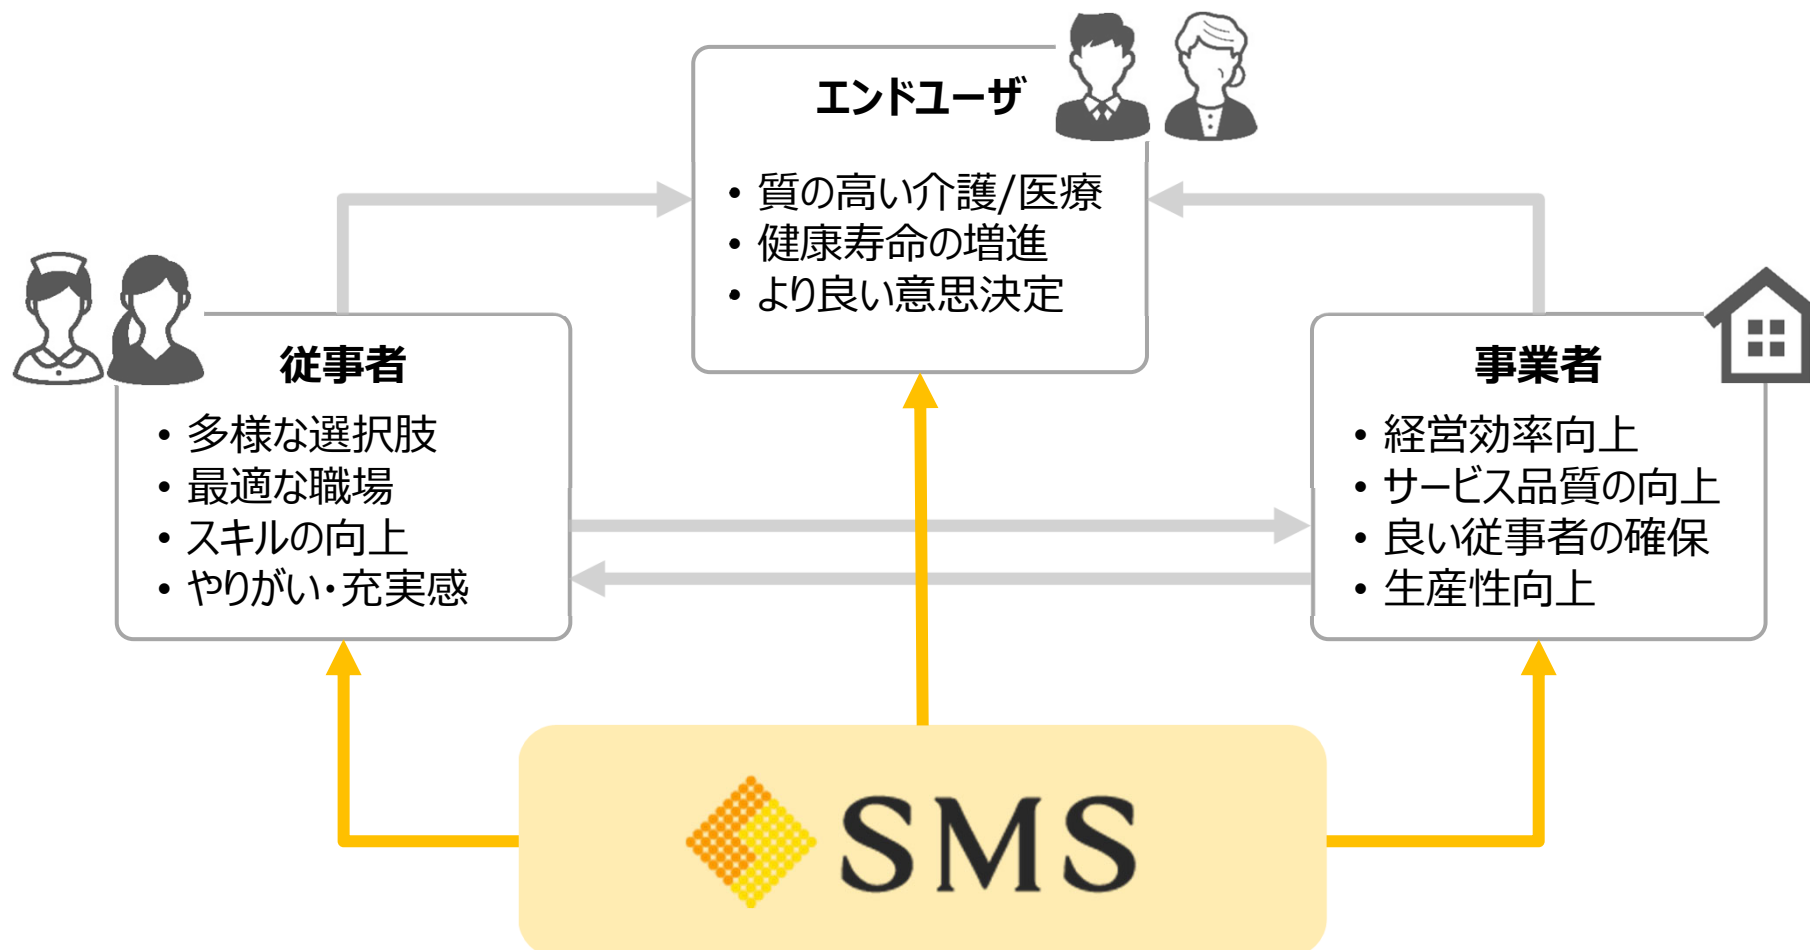 エンドユーザ
• 質の高い介護/医療
• 健康寿命の増進
• より良い意思決定
従事者
• 多様な選択肢
• 最適な職場
• スキルの向上
• やりがい・充実感
事業者
• 経営効率向上
• サービス品質の向上
• 良い従事者の確保
• 生産性向上
SMS